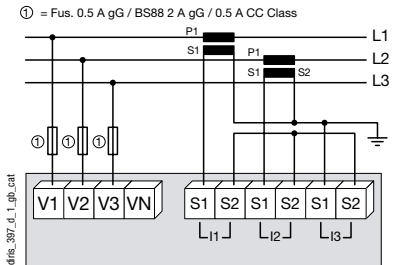 ① = Fus. 0.5 A gG / BS88 2 A gG / 0.5 A CC Class
P1 L1
S1 P1 L2
S1 S2 L3
① ① ①
V1 V2 V3 VN S1 S2 S1 S2 S1 S2
I1 I2 I3
diris_397_d_1_gb_cat